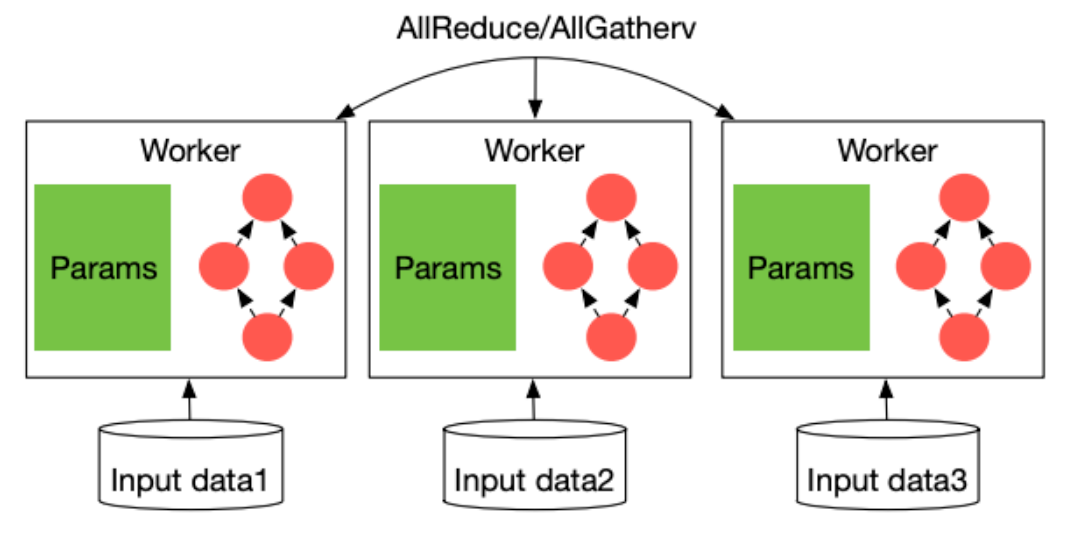 AllReduce/AllGatherv
Worker
Worker
Worker
Params
Params
Params
Input data1
Input data2
Input data3